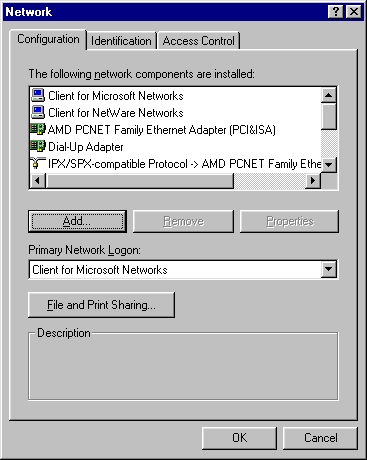 Network
Configuration Identification Access Control
The following network components are installed:
Client for Microsoft Networks
Client for NetWare Networks
AMD PCNET Family Ethernet Adapter (PCI&ISA)
Dial-Up Adapter
IPX/SPX-compatible Protocol -> AMD PCNET Family Ethe
Add... Remove Properties
Primary Network Logon:
Client for Microsoft Networks
File and Print Sharing...
Description
OK Cancel